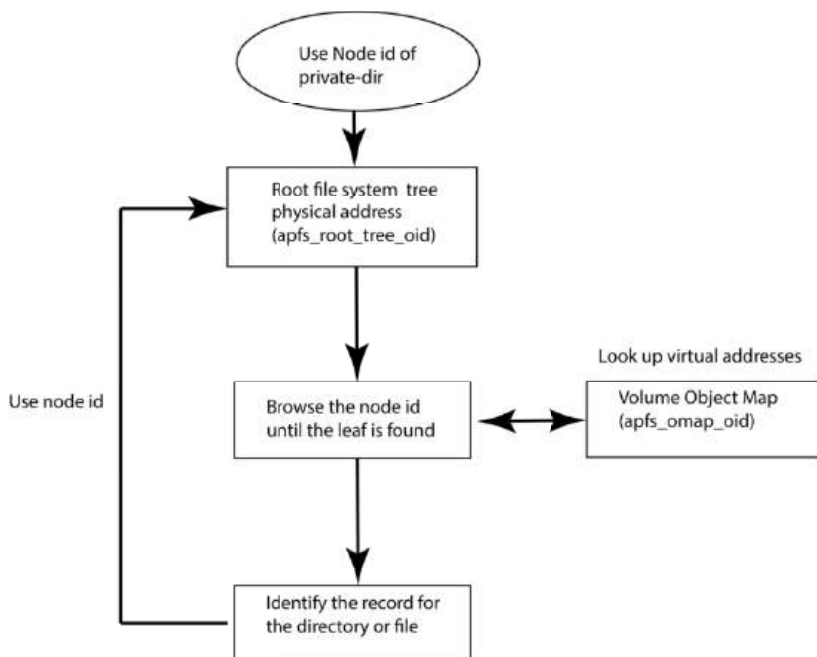 Use Node id of
private-dir
Root file system tree
physical address
(apfs_root_tree_oid)
Look up virtual addresses
Use node id
Browse the node id
until the leaf is found
Volume Object Map
(apfs_omap_oid)
Identify the record for
the directory or file